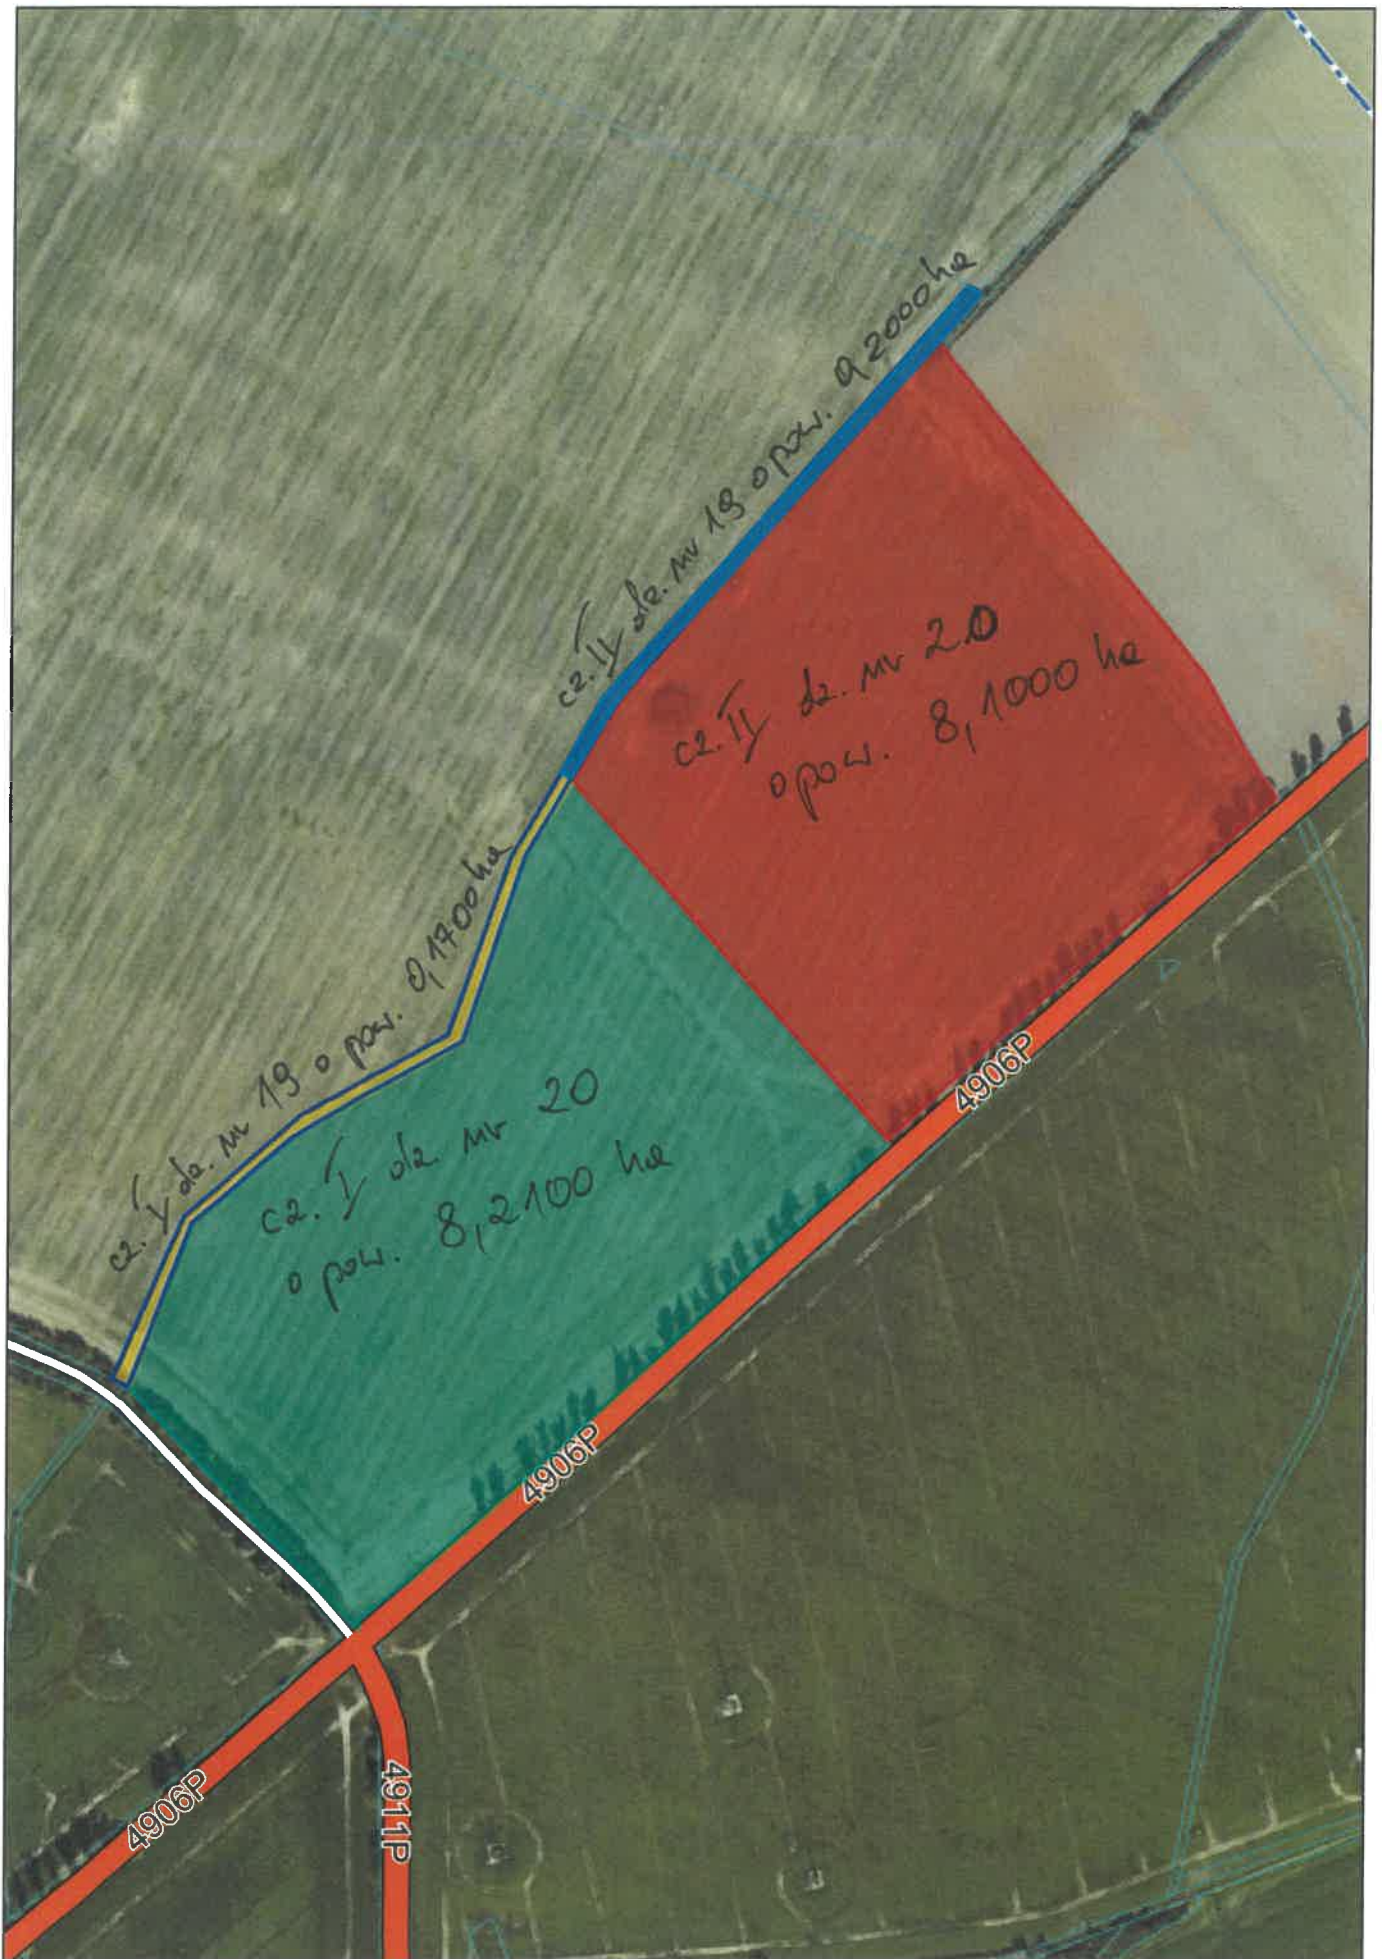 cz. II dz. nr 19 o pow. 0,2000 ha
cz. II dz. nr 20
o pow. 8,1000 ha
cz. I dz. nr 19 o pow. 0,1700 ha
cz. I dz. nr 20
o pow. 8,2100 ha
4906P
4906P
4906P
4911P